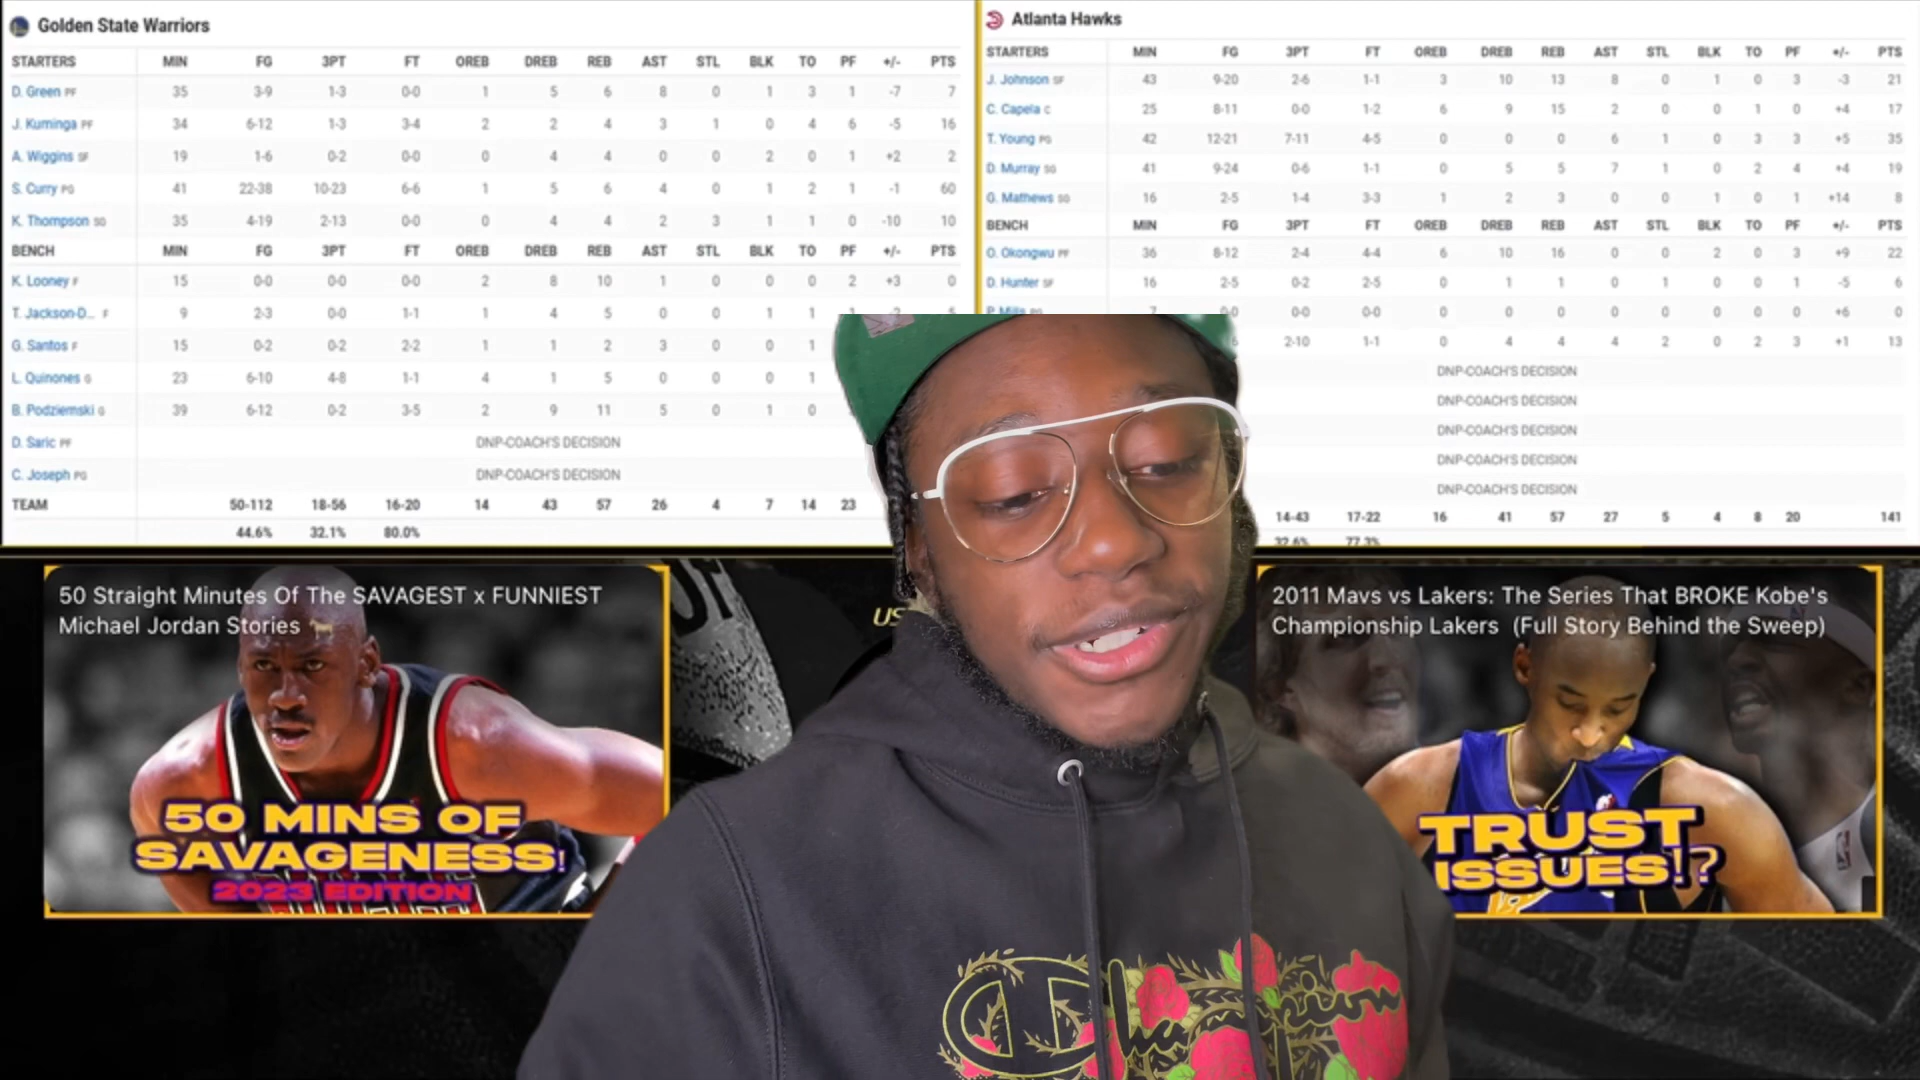 Golden State Warriors
STARTERS MIN FG 3PT FT OREB DREB REB AST STL BLK TO PF +/- PTS
D. Green PF 35 3-9 1-3 0-0 1 5 6 8 0 1 3 1 -7 7
J. Kuminga PF 34 6-12 1-3 3-4 2 2 4 3 1 0 4 6 -5 16
A. Wiggins SF 19 1-6 0-2 0-0 0 4 4 0 0 2 0 1 +2 2
S. Curry PG 41 22-38 10-23 6-6 1 5 6 4 0 1 2 1 -1 60
K. Thompson SG 35 4-19 2-13 0-0 0 4 4 2 3 1 1 0 -10 10
BENCH MIN FG 3PT FT OREB DREB REB AST STL BLK TO PF +/- PTS
K. Looney F 15 0-0 0-0 0-0 2 8 10 1 0 0 0 2 +3 0
T. Jackson-D... F 9 2-3 0-0 1-1 1 4 5 0 0 1 1
G. Santos F 15 0-2 0-2 2-2 1 1 2 3 0 0 1
L. Quinones G 23 6-10 4-8 1-1 4 1 5 0 0 0 1
B. Podziemski G 39 6-12 0-2 3-5 2 9 11 5 0 1 0
D. Saric PF DNP-COACH'S DECISION
C. Joseph PG DNP-COACH'S DECISION
TEAM 50-112 18-56 16-20 14 43 57 26 4 7 14 23
44.6% 32.1% 80.0%
Atlanta Hawks
STARTERS MIN FG 3PT FT OREB DREB REB AST STL BLK TO PF +/- PTS
J. Johnson SF 43 9-20 2-6 1-1 3 10 13 8 0 1 0 3 -3 21
C. Capela C 25 8-11 0-0 1-2 6 9 15 2 0 0 1 0 +4 17
T. Young PG 42 12-21 7-11 4-5 0 0 0 6 1 0 3 3 +5 35
D. Murray SG 41 9-24 0-6 1-1 0 5 5 7 1 0 2 4 +4 19
G. Mathews SG 16 2-5 1-4 3-3 1 2 3 0 0 1 0 1 +14 8
BENCH MIN FG 3PT FT OREB DREB REB AST STL BLK TO PF +/- PTS
O. Okongwu PF 36 8-12 2-4 4-4 6 10 16 0 0 2 0 3 +9 22
D. Hunter SF 16 2-5 0-2 2-5 0 1 1 0 1 0 0 1 -5 6
P. Mills PG 7 0-0 0-0 0-0 0 0 0 0 0 0 0 0 +6 0
2-10 1-1 0 4 4 4 2 0 2 3 +1 13
DNP-COACH'S DECISION
DNP-COACH'S DECISION
DNP-COACH'S DECISION
DNP-COACH'S DECISION
DNP-COACH'S DECISION
14-43 17-22 16 41 57 27 5 4 8 20 141
32.6% 77.3%
50 Straight Minutes Of The SAVAGEST x FUNNIEST
Michael Jordan Stories
50 MINS OF
SAVAGENESS!
2023 EDITION
US
2011 Mavs vs Lakers: The Series That BROKE Kobe's
Championship Lakers (Full Story Behind the Sweep)
TRUST
ISSUES!?
Champion